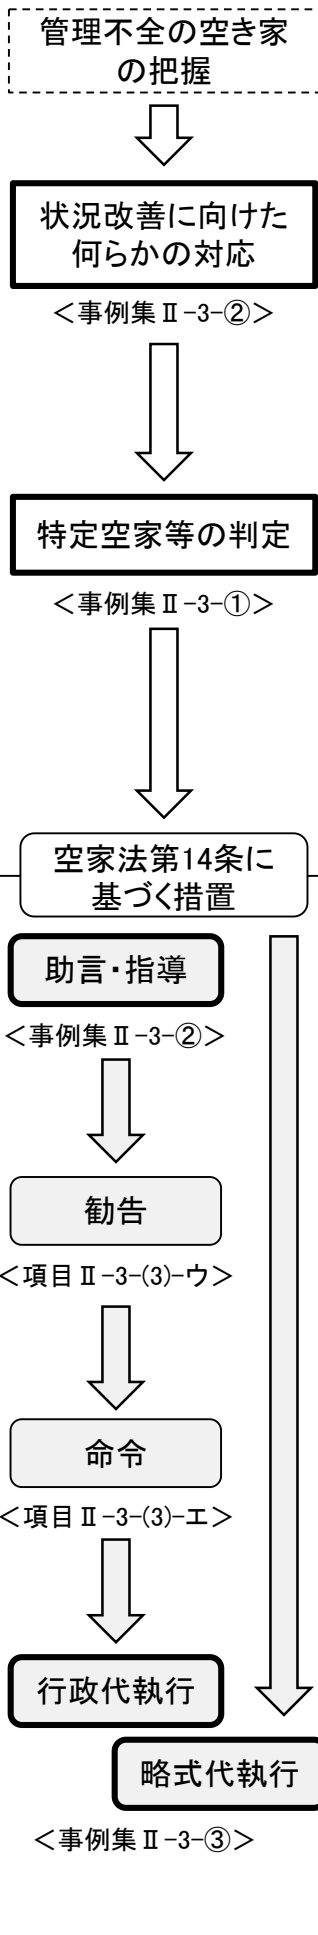 管理不全の空き家
の把握
状況改善に向けた
何らかの対応
＜事例集Ⅱ-3-②＞
特定空家等の判定
＜事例集Ⅱ-3-①＞
空家法第14条に
基づく措置
助言・指導
＜事例集Ⅱ-3-②＞
勧告
＜項目Ⅱ-3-(3)-ウ＞
命令
＜項目Ⅱ-3-(3)-エ＞
行政代執行
略式代執行
＜事例集Ⅱ-3-③＞